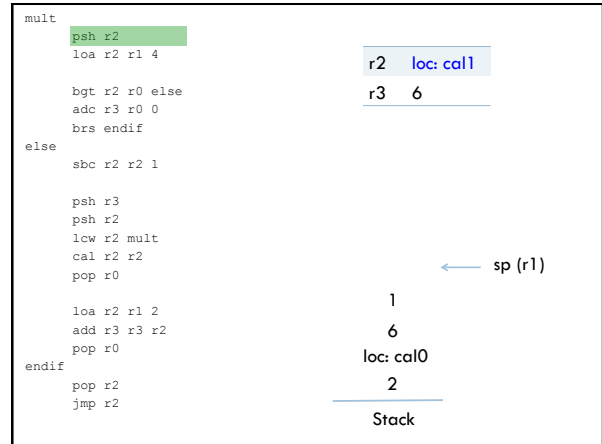 mult
psh r2
loa r2 r1 4
bgt r2 r0 else
adc r3 r0 0
brs endif
else
sbc r2 r2 1
psh r3
psh r2
lcw r2 mult
cal r2 r2
pop r0
loa r2 r1 2
add r3 r3 r2
pop r0
endif
pop r2
jmp r2
r2 loc: cal1
r3 6
sp (r1)
1
6
loc: cal0
2
Stack